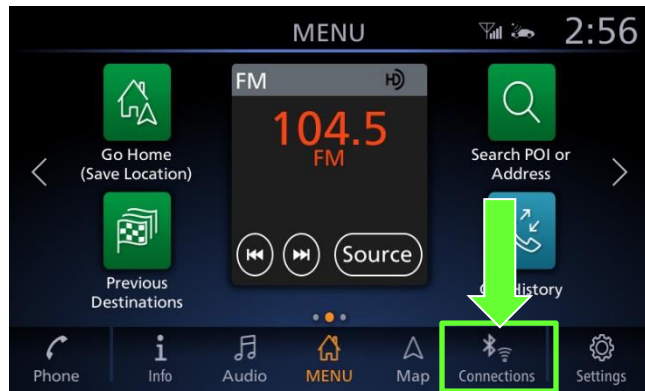 MENU
2:56
FM
HD
104.5
FM
Go Home
(Save Location)
Search POI or
Address
Source
Previous
Destinations
History
Phone
Info
Audio
MENU
Map
Connections
Settings